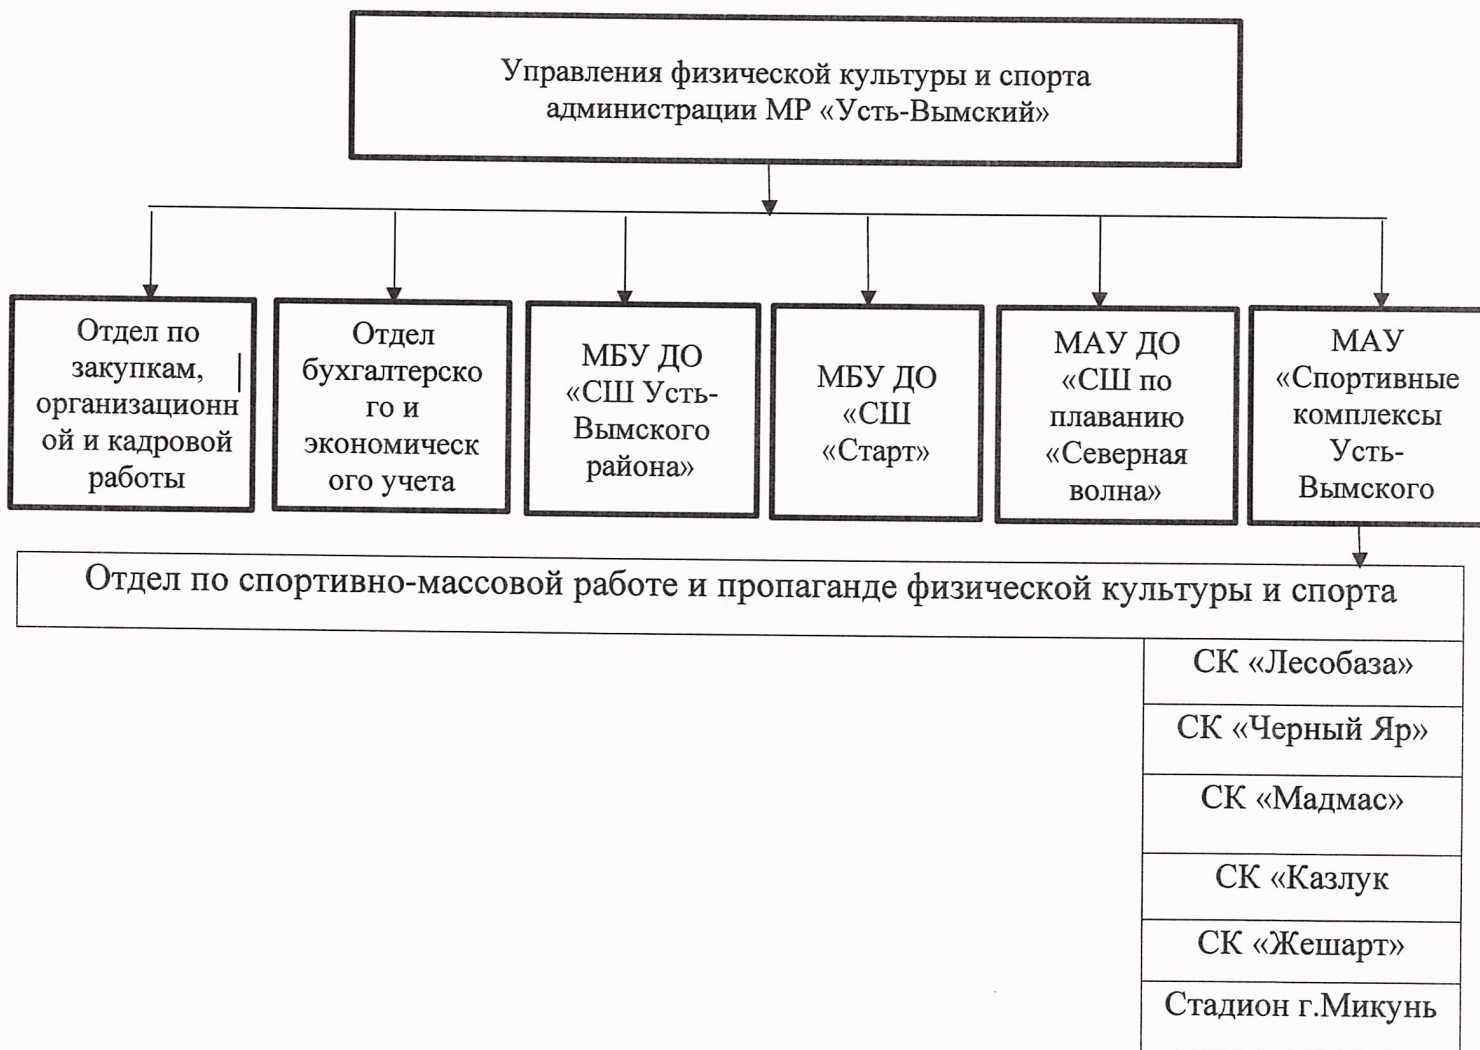 Управления физической культуры и спорта
администрации МР «Усть-Вымский»
Отдел по
закупкам,
организационн
ой и кадровой
работы
Отдел
бухгалтерско
го и
экономическ
ого учета
МБУ ДО
«СШ Усть-
Вымского
района»
МБУ ДО
«СШ
«Старт»
МАУ ДО
«СШ по
плаванию
«Северная
волна»
МАУ
«Спортивные
комплексы
Усть-
Вымского
Отдел по спортивно-массовой работе и пропаганде физической культуры и спорта
СК «Лесобаза»
СК «Черный Яр»
СК «Мадмас»
СК «Казлук
СК «Жешарт»
Стадион г.Микунь